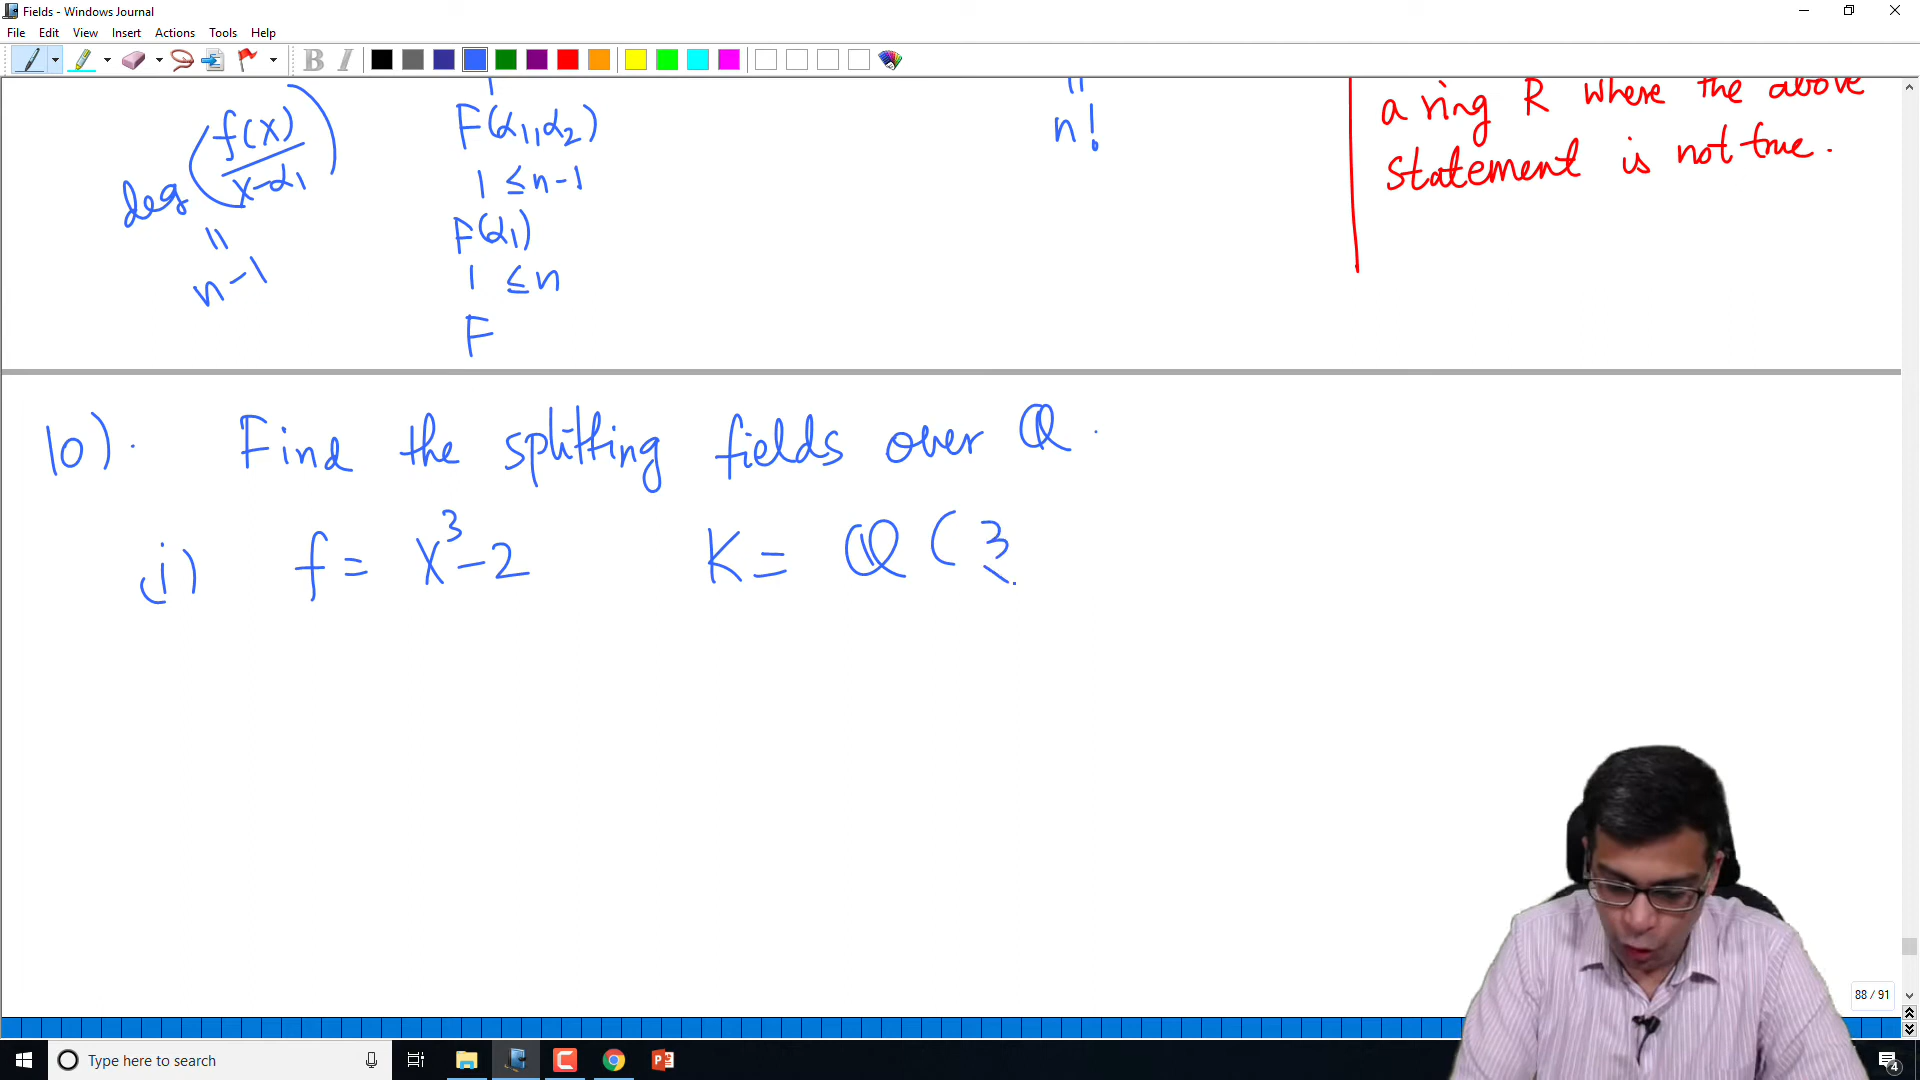 Fields - Windows Journal
File Edit View Insert Actions Tools Help
B I
deg (f(x)/x-α1)
=
n-1
F(α1,α2)
| ≤n-1
F(α1)
| ≤n
F
n!
a ring R where the above
statement is not true.
10). Find the splitting fields over Q.
(i) f = x³-2 K = Q ( 3
88 / 91
Type here to search
4